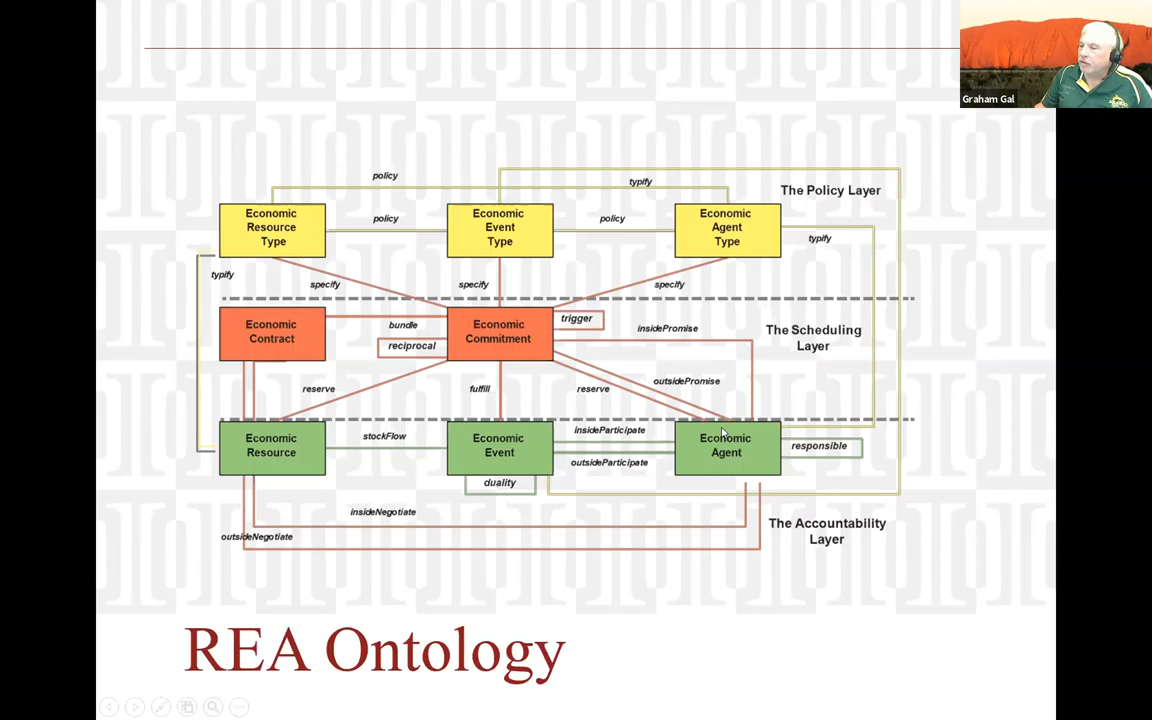 Graham Gal
policy
typify
The Policy Layer
Economic
Resource
Type
policy
Economic
Event
Type
policy
Economic
Agent
Type
typify
typify
specify
specify
specify
Economic
Contract
bundle
reciprocal
Economic
Commitment
trigger
insidePromise
The Scheduling
Layer
reserve
fulfill
reserve
outsidePromise
Economic
Resource
stockFlow
Economic
Event
insideParticipate
outsideParticipate
Economic
Agent
responsible
duality
insideNegotiate
outsideNegotiate
The Accountability
Layer
REA Ontology